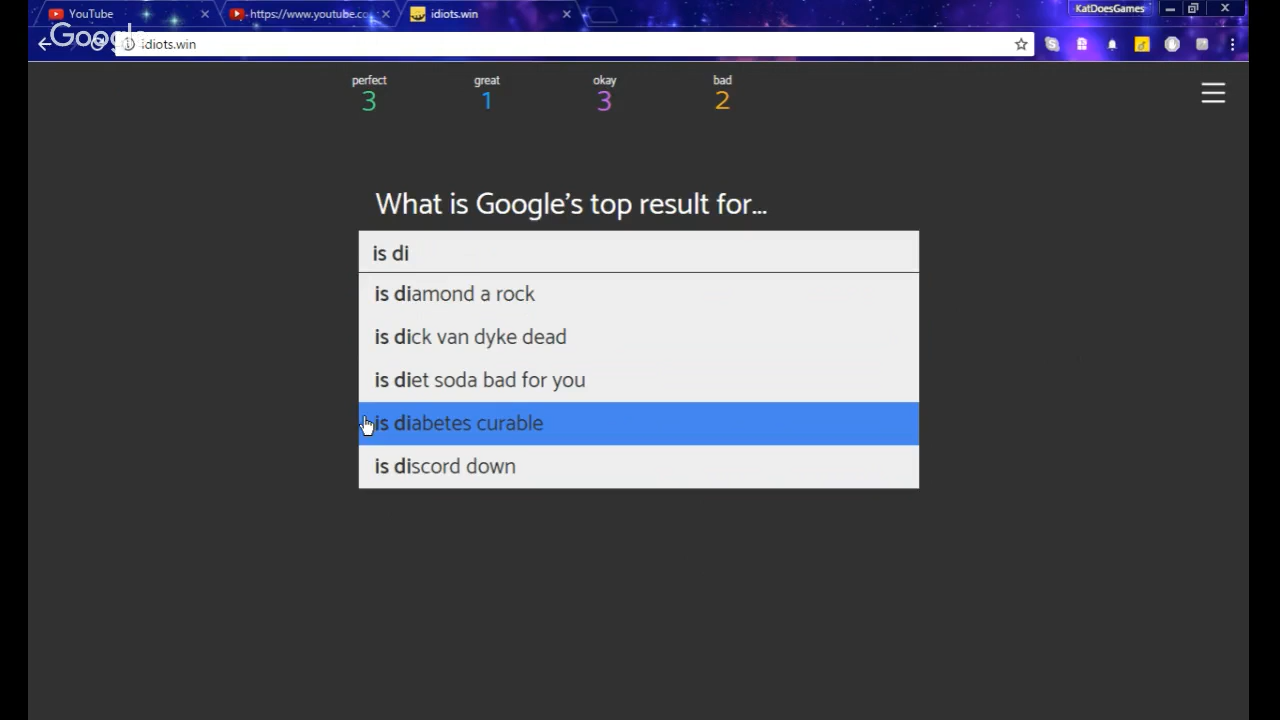 YouTube
https://www.youtube.co
idiots.win
KatDoesGames
Google
idiots.win
perfect
great
okay
bad
3
1
3
2
What is Google's top result for...
is di
is diamond a rock
is dick van dyke dead
is diet soda bad for you
is diabetes curable
is discord down